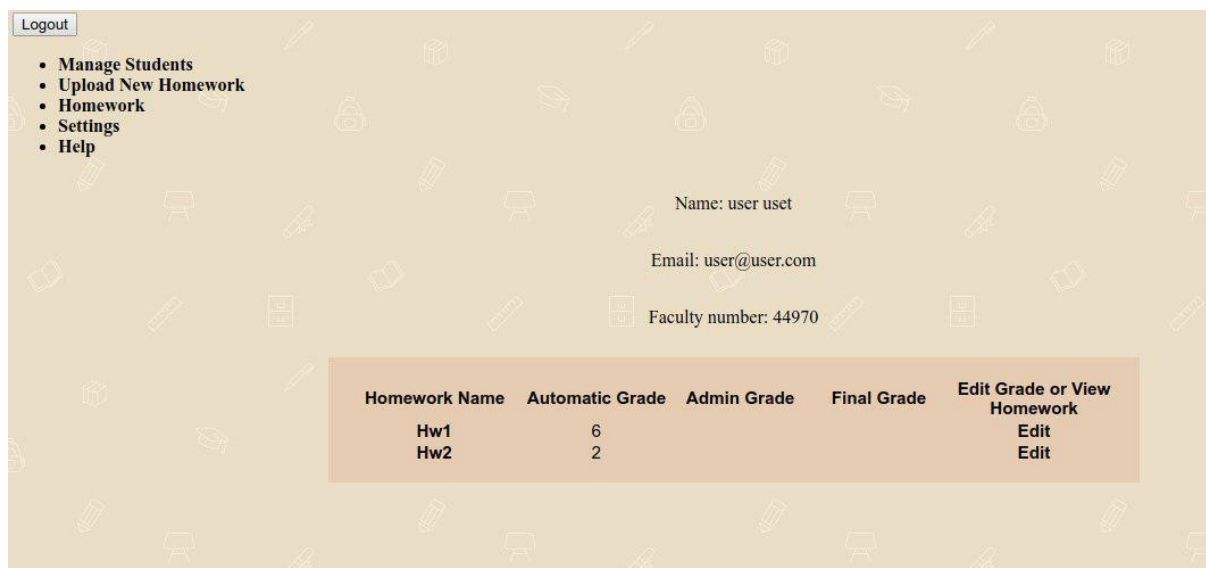 Logout
Manage Students
Upload New Homework
Homework
Settings
Help
Name: user uset
Email: user@user.com
Faculty number: 44970
Homework Name Automatic Grade Admin Grade Final Grade Edit Grade or View Homework
Hw1 6 Edit
Hw2 2 Edit